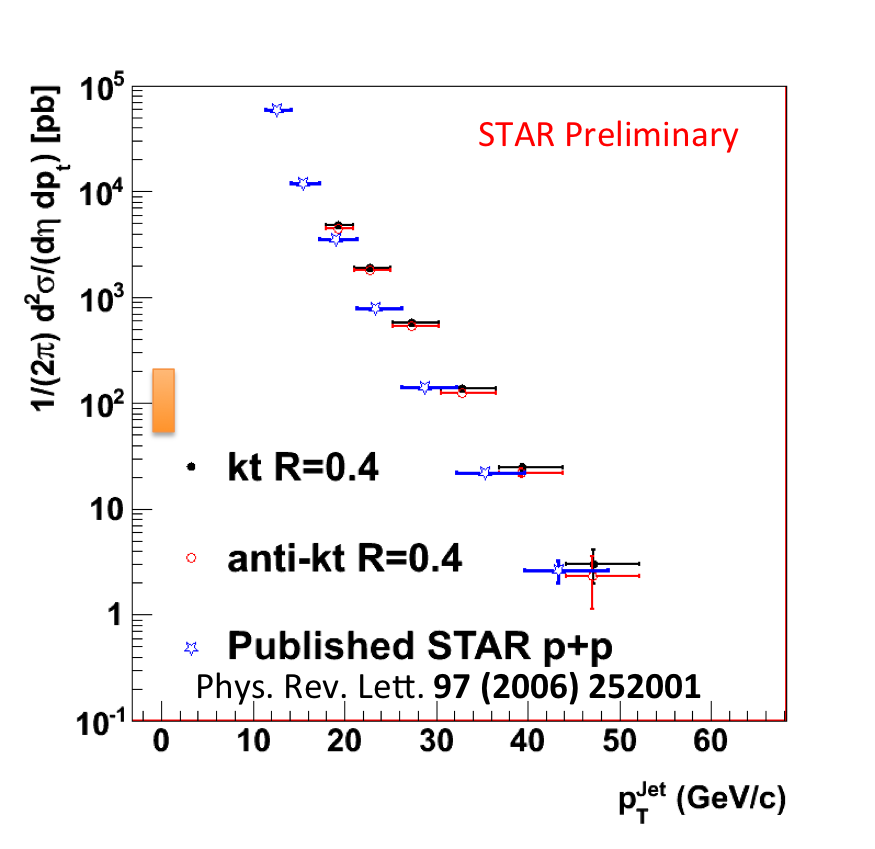 STAR Preliminary
1/(2π) d²σ/(dη dpₜ) [pb]
10⁵
10⁴
10³
10²
10
1
10⁻¹
kt R=0.4
anti-kt R=0.4
Published STAR p+p
Phys. Rev. Lett. 97 (2006) 252001
0 10 20 30 40 50 60
p_T^Jet (GeV/c)